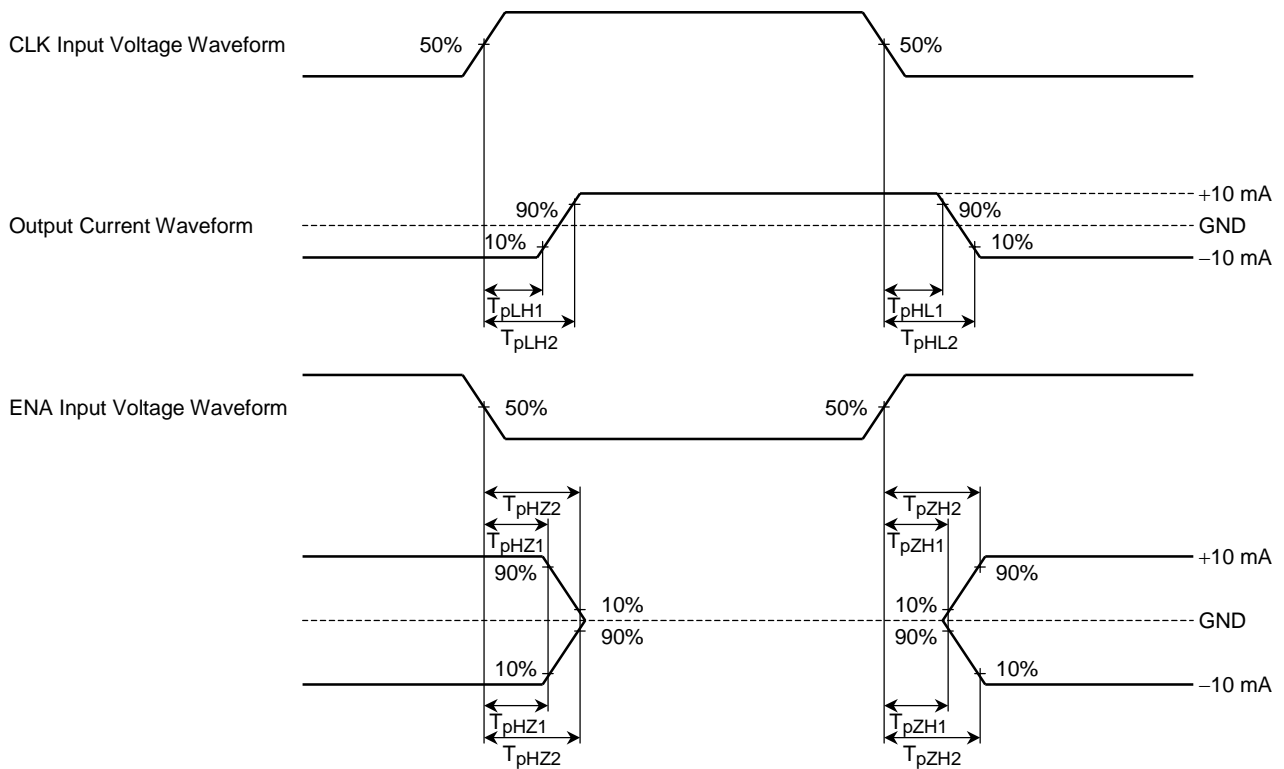 CLK Input Voltage Waveform
50%
50%
Output Current Waveform
90%
10%
90%
10%
+10 mA
GND
−10 mA
TpLH1
TpLH2
TpHL1
TpHL2
ENA Input Voltage Waveform
50%
50%
TpHZ2
TpHZ1
TpZH2
TpZH1
90%
10%
10%
90%
+10 mA
GND
10%
90%
90%
10%
−10 mA
TpHZ1
TpHZ2
TpZH1
TpZH2